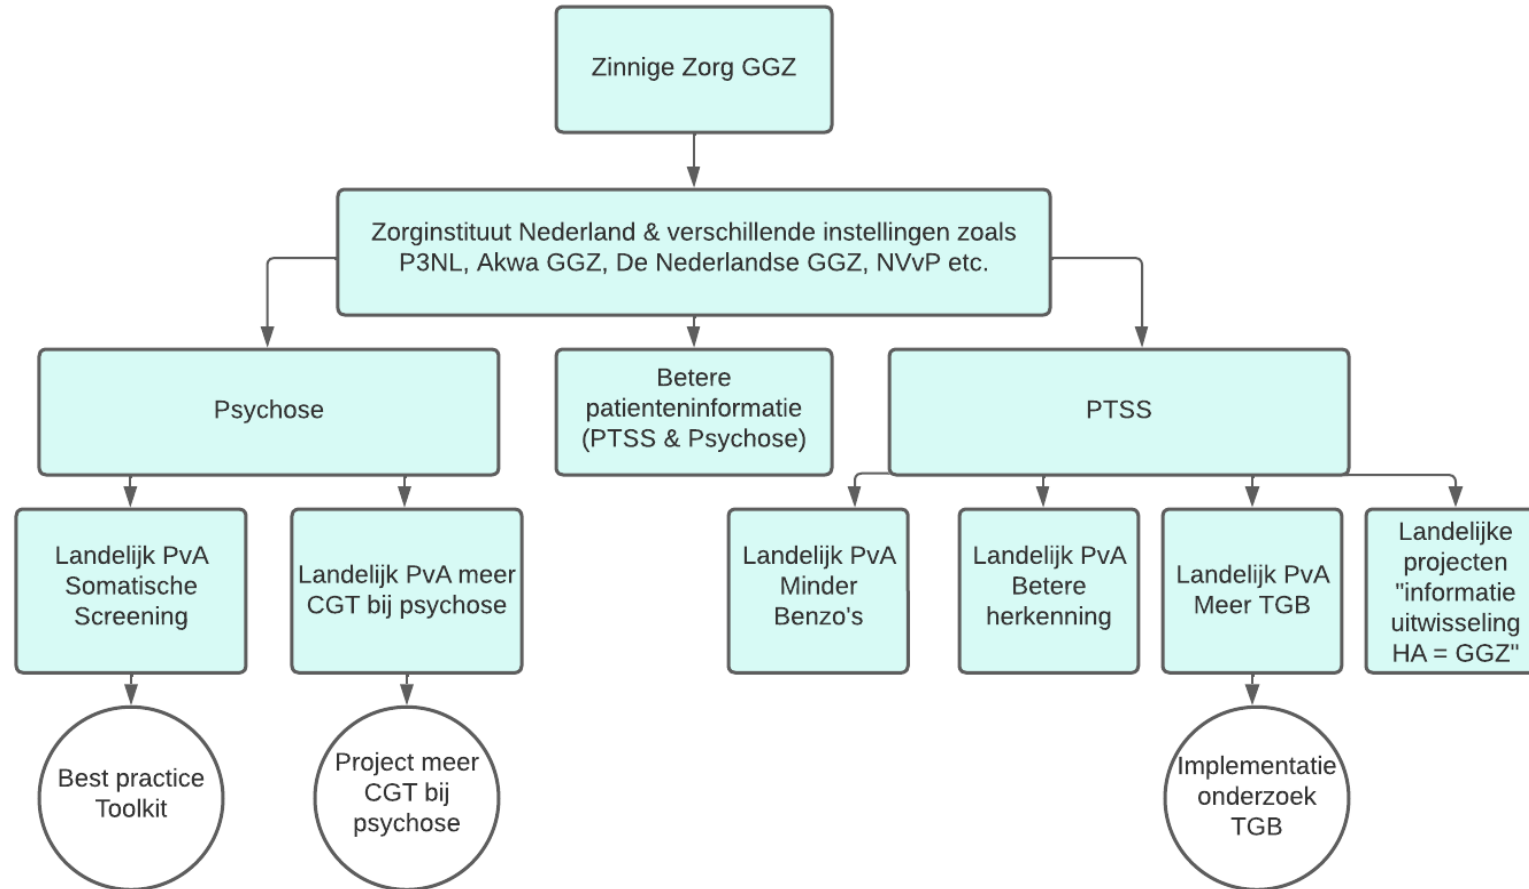 Zinnige Zorg GGZ
Zorginstituut Nederland & verschillende instellingen zoals
P3NL, Akwa GGZ, De Nederlandse GGZ, NVvP etc.
Psychose
Betere
patienteninformatie
(PTSS & Psychose)
PTSS
Landelijk PvA
Somatische
Screening
Landelijk PvA meer
CGT bij psychose
Landelijk PvA
Minder
Benzo's
Landelijk PvA
Betere
herkenning
Landelijk PvA
Meer TGB
Landelijke
projecten
"informatie
uitwisseling
HA = GGZ"
Best practice
Toolkit
Project meer
CGT bij
psychose
Implementatie
onderzoek
TGB